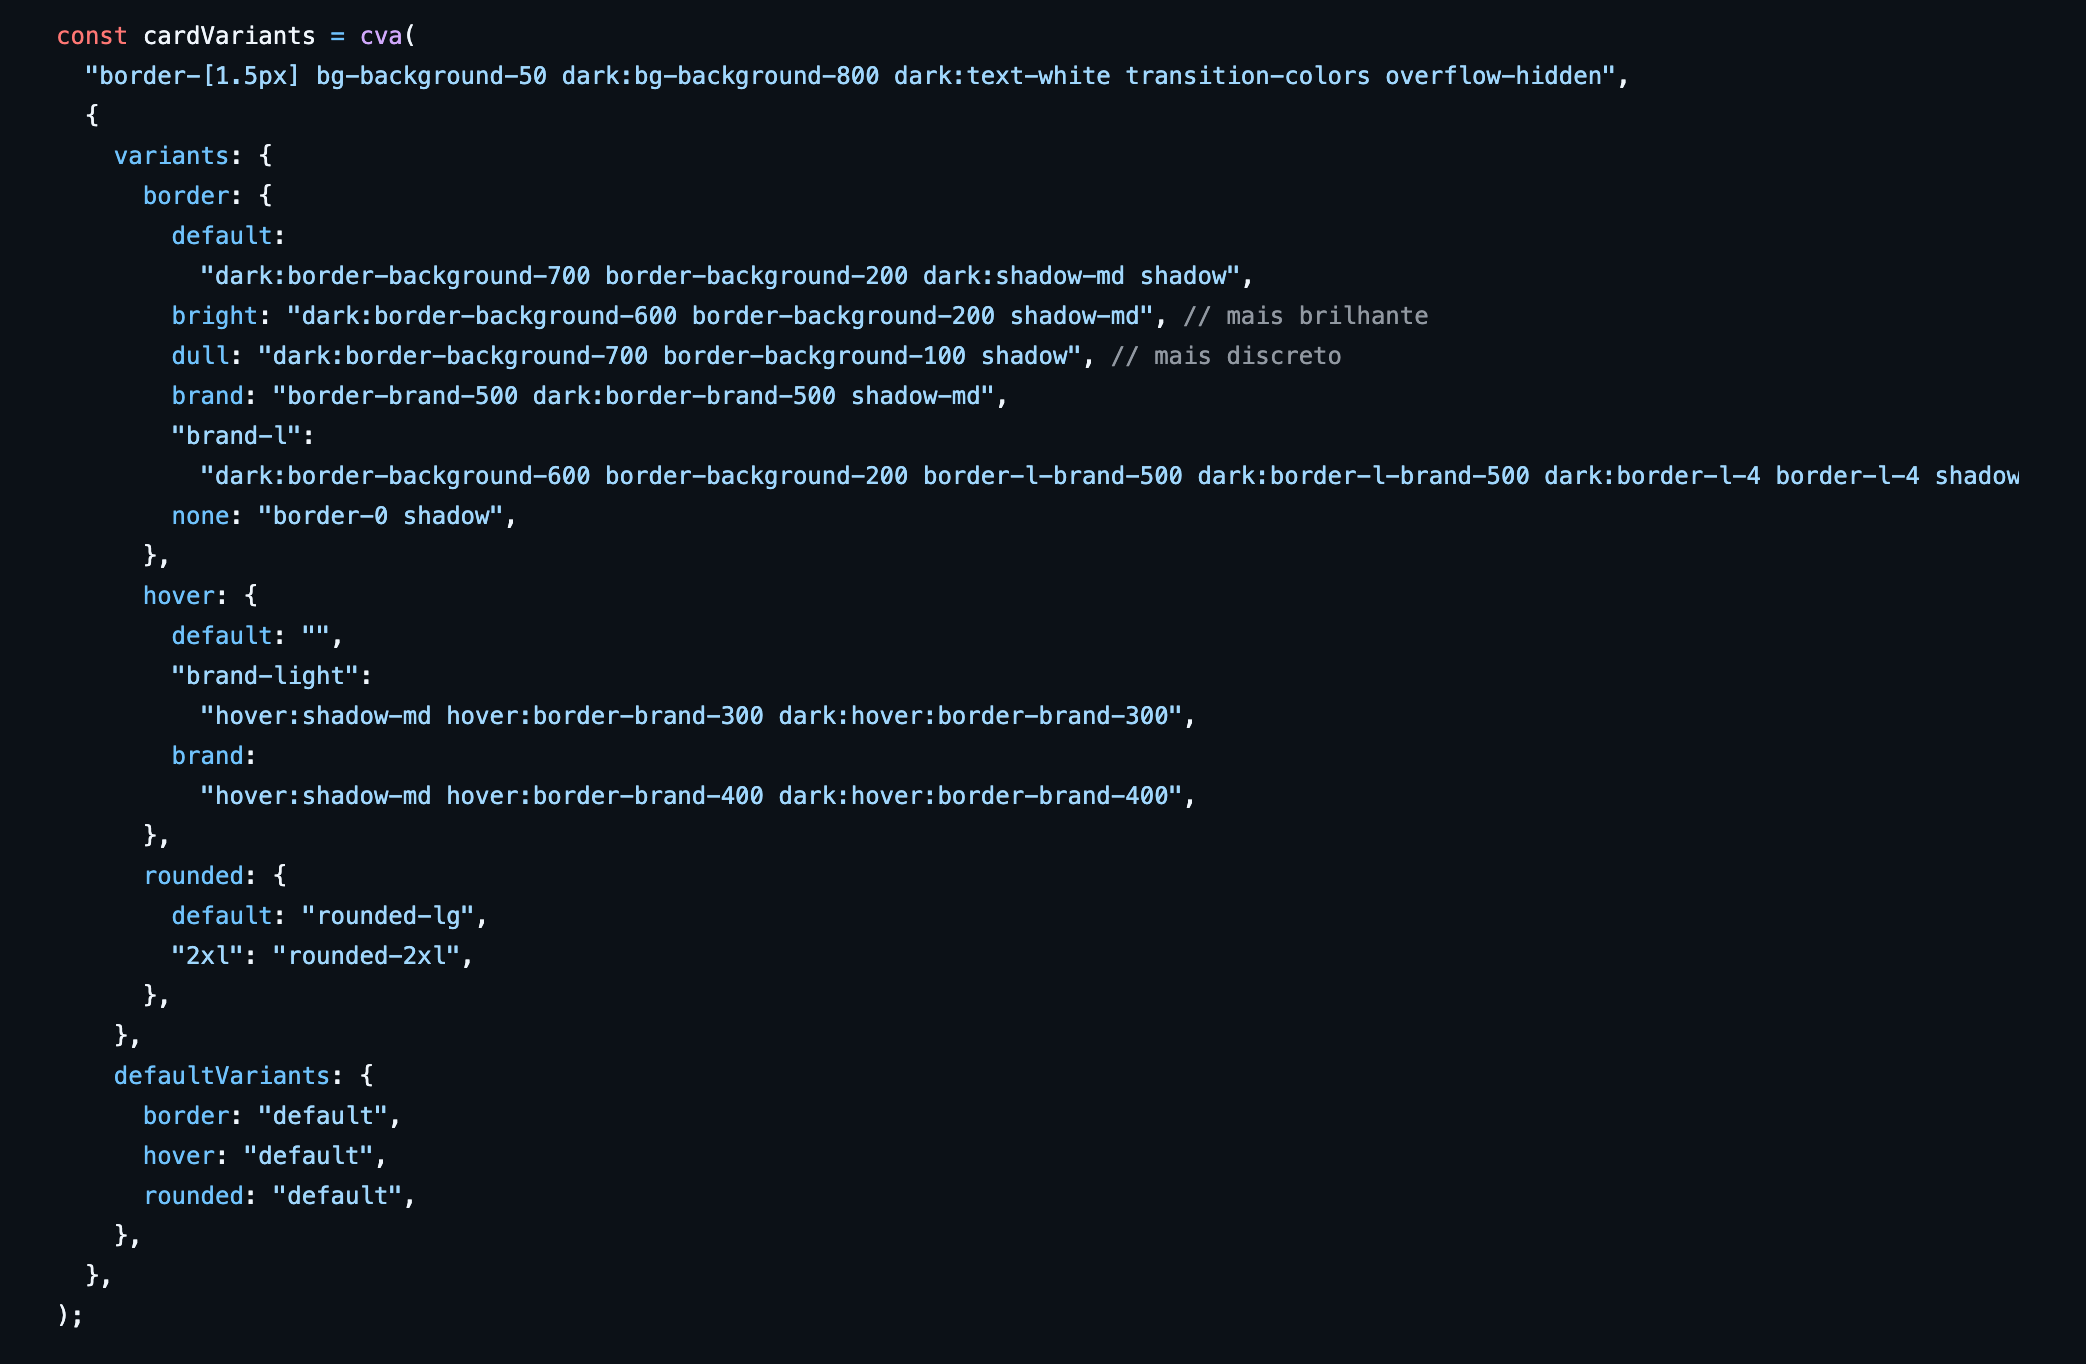 const cardVariants = cva(
  "border-[1.5px] bg-background-50 dark:bg-background-800 dark:text-white transition-colors overflow-hidden",
  {
    variants: {
      border: {
        default:
          "dark:border-background-700 border-background-200 dark:shadow-md shadow",
        bright: "dark:border-background-600 border-background-200 shadow-md", // mais brilhante
        dull: "dark:border-background-700 border-background-100 shadow", // mais discreto
        brand: "border-brand-500 dark:border-brand-500 shadow-md",
        "brand-l":
          "dark:border-background-600 border-background-200 border-l-brand-500 dark:border-l-brand-500 dark:border-l-4 border-l-4 shadow
        none: "border-0 shadow",
      },
      hover: {
        default: "",
        "brand-light":
          "hover:shadow-md hover:border-brand-300 dark:hover:border-brand-300",
        brand:
          "hover:shadow-md hover:border-brand-400 dark:hover:border-brand-400",
      },
      rounded: {
        default: "rounded-lg",
        "2xl": "rounded-2xl",
      },
    },
    defaultVariants: {
      border: "default",
      hover: "default",
      rounded: "default",
    },
  },
);